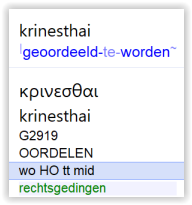 krinesthai
|geoordeeld-te-worden~
κρινεσθαι
krinesthai
G2919
OORDELEN
wo HO tt mid
rechtsgedingen